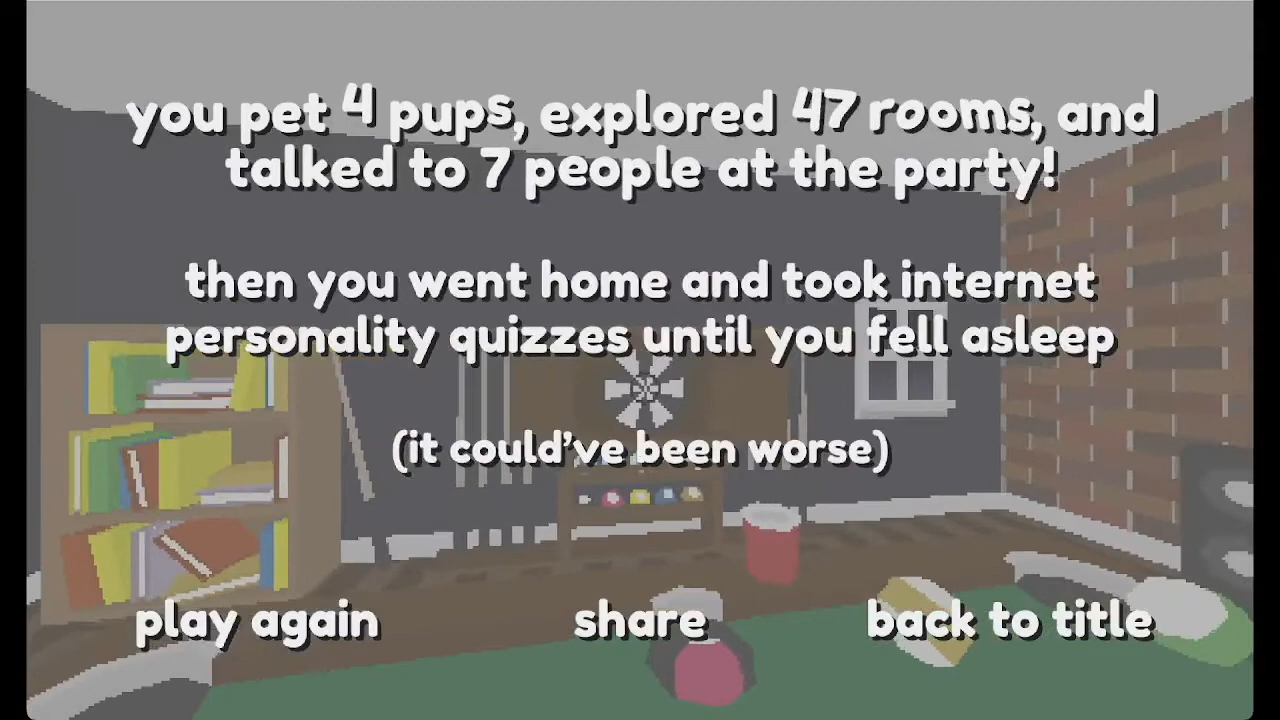 you pet 4 pups, explored 47 rooms, and
talked to 7 people at the party!
then you went home and took internet
personality quizzes until you fell asleep
(it could've been worse)
play again
share
back to title